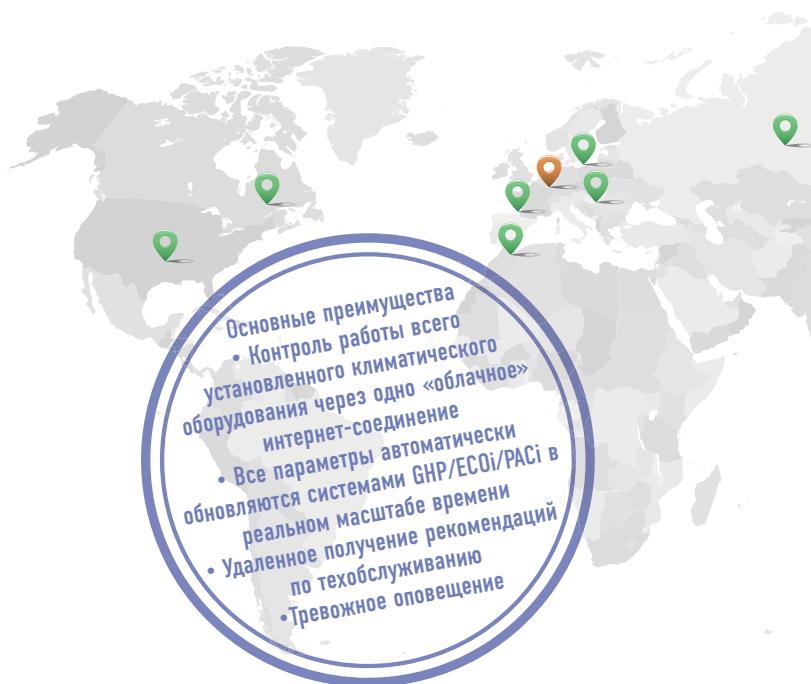 Основные преимущества
• Контроль работы всего
установленного климатического
оборудования через одно «облачное»
интернет-соединение
• Все параметры автоматически
обновляются системами GHP/ECOi/PACi в
реальном масштабе времени
• Удаленное получение рекомендаций
по техобслуживанию
•Тревожное оповещение